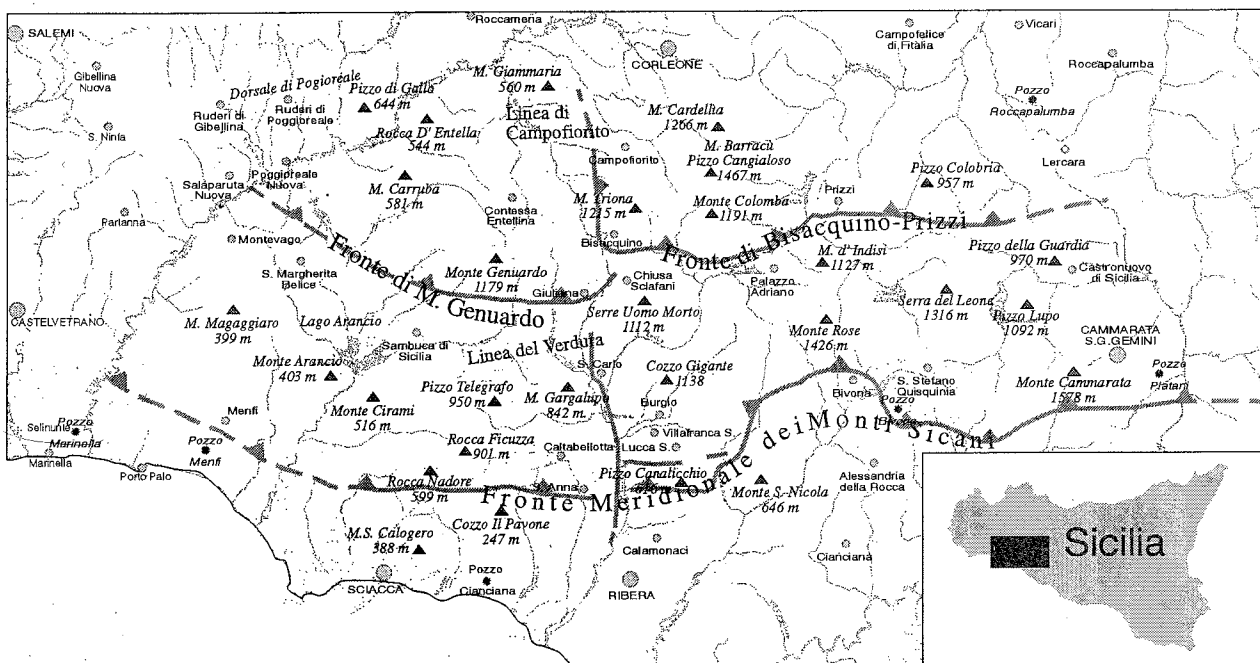 SALEMI
Gibellina
Nuova
S. Ninfa
Roccamena
Dorsale di Pogioreale
Ruderi di
Gibellina
Ruderi di
Poggioreale
Pizzo di Gallo
644 m
Rocca D' Entella
544 m
M. Giammaria
560 m
Linea di
Campofiorito
CORLEONE
M. Cardellia
1266 m
M. Barracù
Pizzo Cangialoso
1467 m
Campofiorito
Campofelice
di Fitàlia
Vicari
Roccapalumba
Pozzo
Roccapalumba
Lercara
Pizzo Colobria
957 m
Prizzi
Salaparuta
Nuova
Poggioreale
Nuova
Partanna
Montevago
M. Carruba
581 m
Contessa
Entellina
M. Triona
1215 m
Monte Colomba
1191 m
Bisacquino
Fronte di Bisacquino-Prizzi
M. d'Indisi
1127 m
Pizzo della Guardia
970 m
Castronuovo
di Sicilia
S. Margherita
Belice
Fronte di M. Genuardo
Monte Genuardo
1179 m
Giuliana
Chiusa
Sclafani
Palazzo
Adriano
Serre Uomo Morto
1112 m
Serra del Leone
1316 m
Pizzo Lupo
1092 m
CASTELVETRANO
M. Magaggiaro
399 m
Lago Arancio
Sambuca di
Sicilia
Linea del Verdura
S. Carlo
Monte Rose
1426 m
CAMMARATA
S.G.GEMINI
Monte Arancio
403 m
Pizzo Telegrafo
950 m
M. Gargalupo
842 m
Cozzo Gigante
1138
Bivona
S. Stefano
Quisquinia
Monte Cammarata
1578 m
Pozzo
Platani
Monte Cirami
516 m
Burgio
Pozzo
Menfi
Selinunte
Pozzo
Marinella
Marinella
Pozzo
Menfi
Porto Palo
Rocca Ficuzza
901 m
Caltabellotta
Villafranca S.
Lucca S.
Fronte Meridionale dei Monti Sicani
Rocca Nadore
599 m
S. Anna
Pizzo Canalicchio
Monte S. Nicola
646 m
Alessandria
della Rocca
Cozzo Il Pavone
247 m
M.S. Calogero
388 m
Calamonaci
Cianciana
SCIACCA
Pozzo
Cianciana
RIBERA
Sicilia